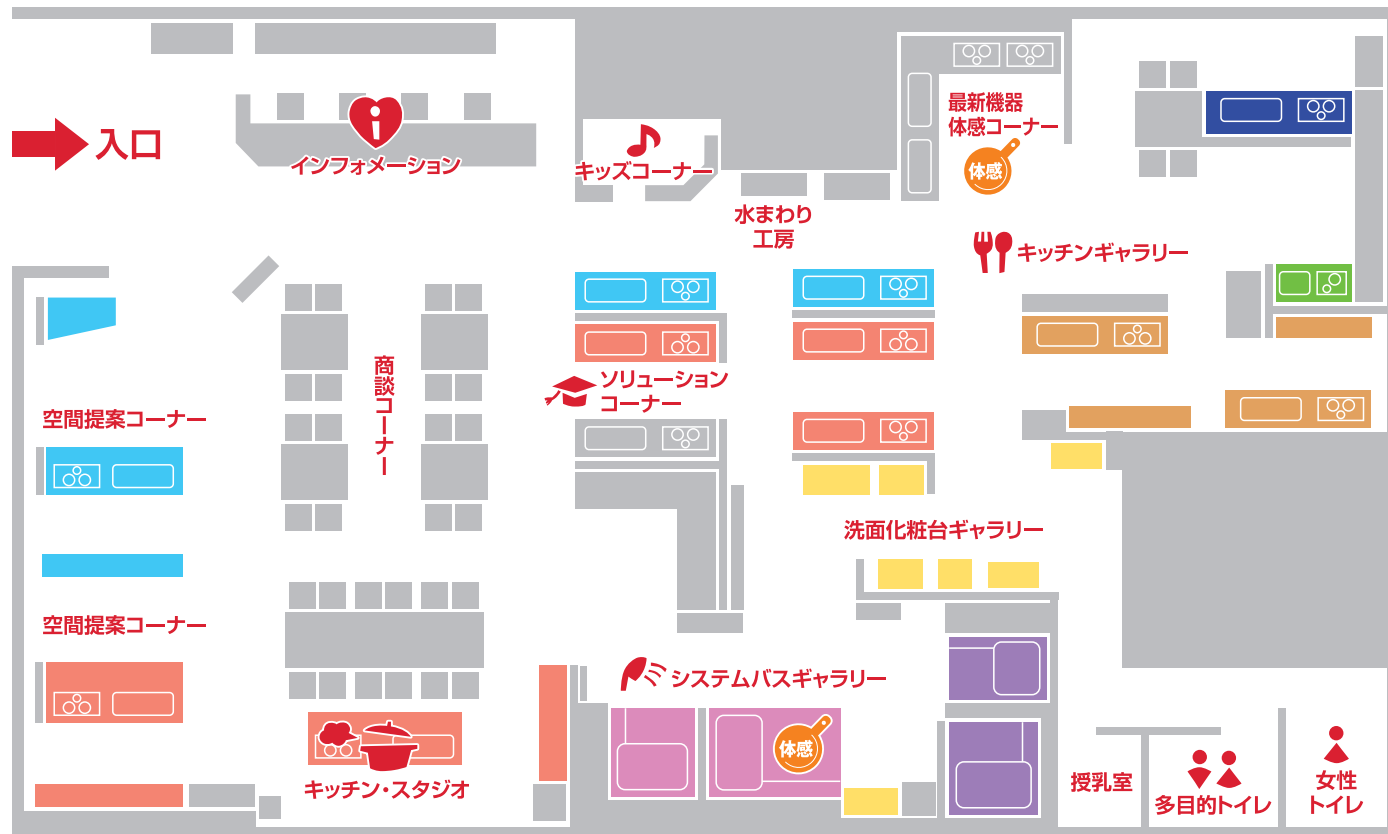 入口
インフォメーション
キッズコーナー
最新機器
体感コーナー
体感
水まわり
工房
キッチンギャラリー
商談コーナー
ソリューション
コーナー
空間提案コーナー
洗面化粧台ギャラリー
空間提案コーナー
システムバスギャラリー
体感
キッチン・スタジオ
授乳室
多目的トイレ
女性
トイレ